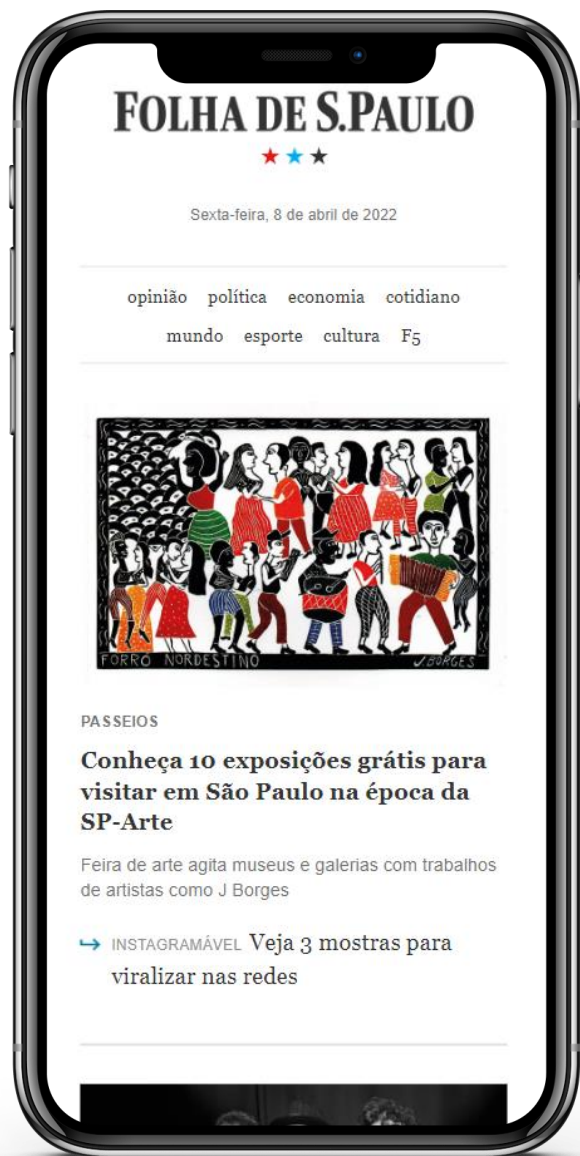 FOLHA DE S.PAULO
Sexta-feira, 8 de abril de 2022
opinião política economia cotidiano
mundo esporte cultura F5
FORRÓ NORDESTINO J.BORGES
PASSEIOS
Conheça 10 exposições grátis para
visitar em São Paulo na época da
SP-Arte
Feira de arte agita museus e galerias com trabalhos
de artistas como J Borges
INSTAGRAMÁVEL Veja 3 mostras para
viralizar nas redes